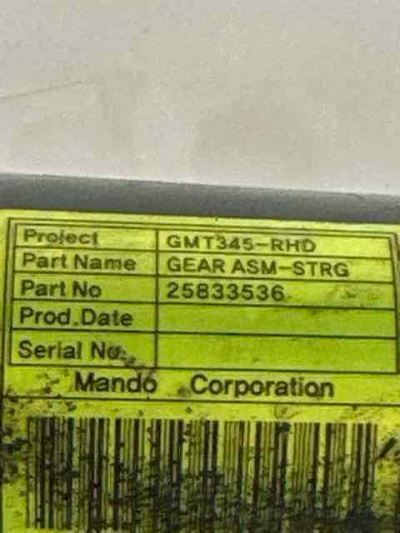 Project GMT345-RHD
Part Name GEAR ASM-STRG
Part No 25833536
Prod.Date
Serial No.
Mando Corporation